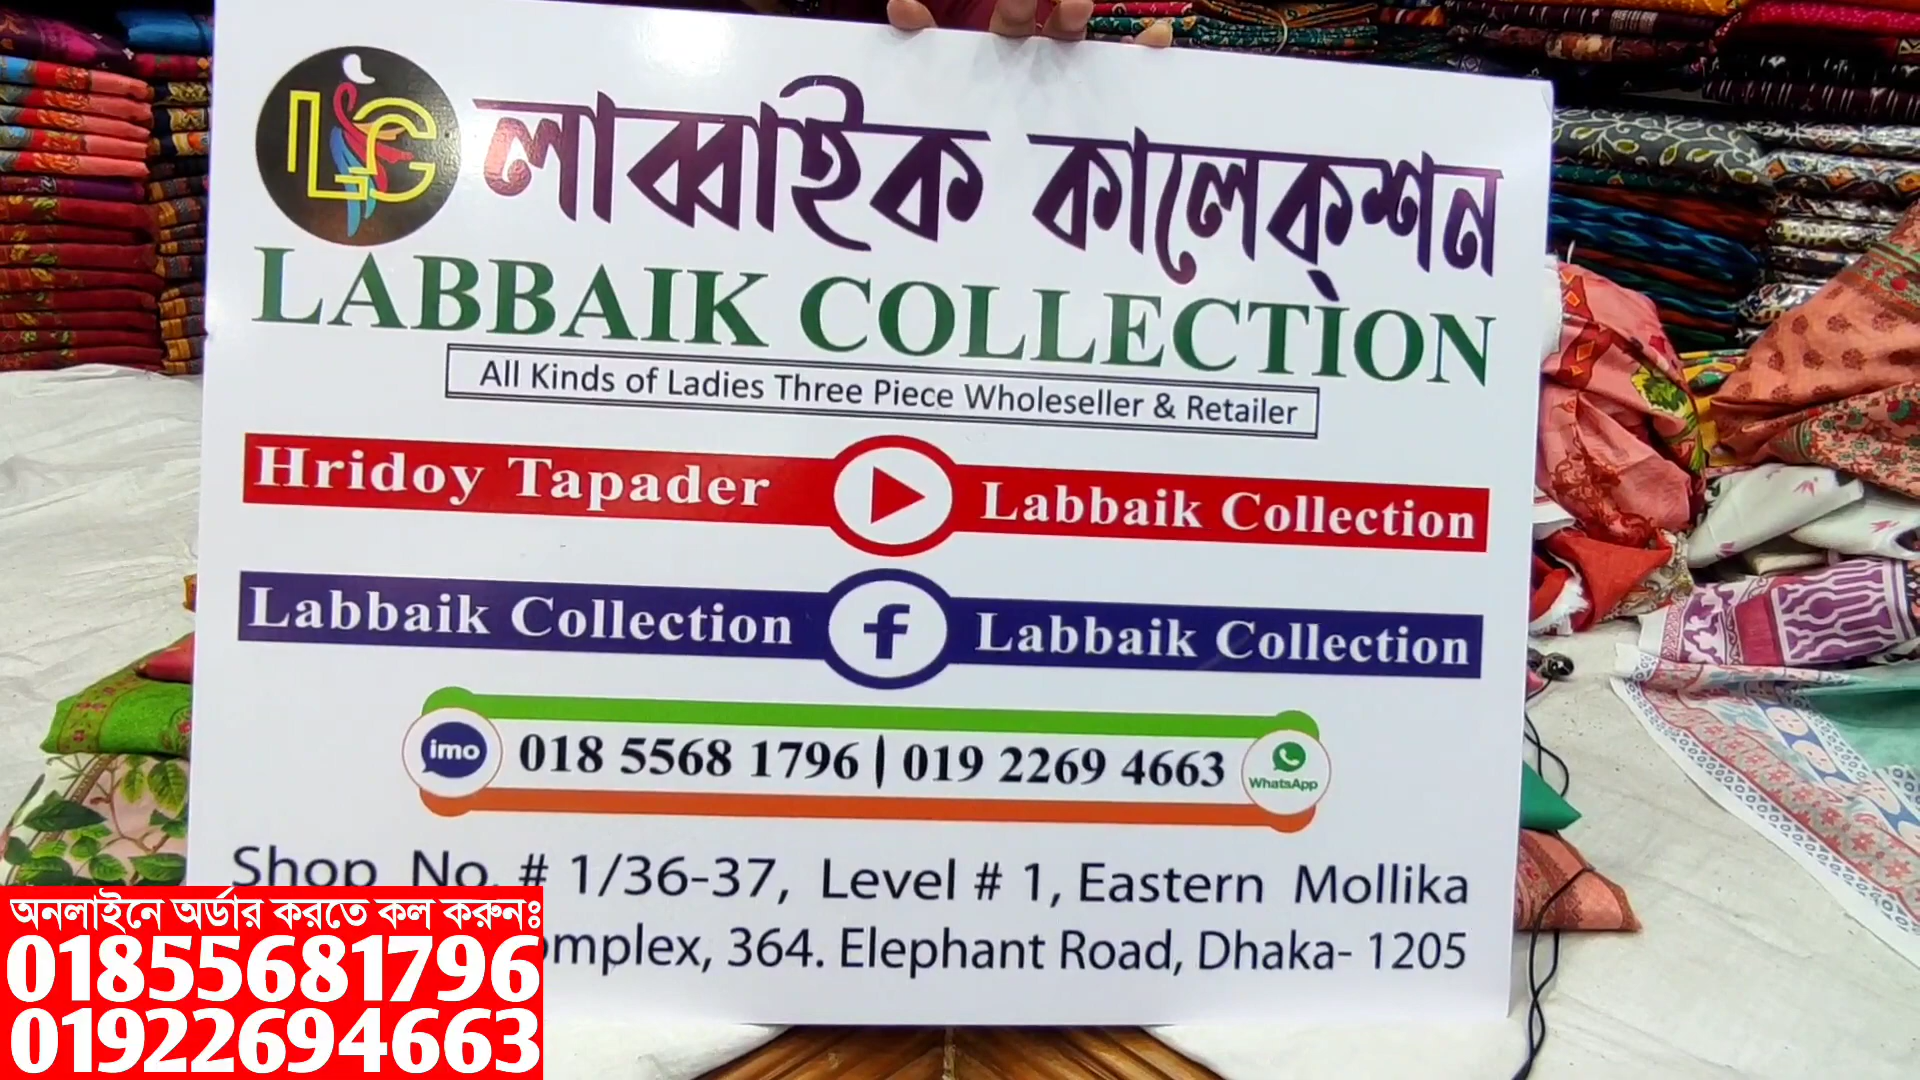 LC
লাব্বাইক কালেক্শন
LABBAIK COLLECTION
All Kinds of Ladies Three Piece Wholeseller & Retailer
Hridoy Tapader Labbaik Collection
Labbaik Collection f Labbaik Collection
imo 018 5568 1796 | 019 2269 4663 WhatsApp
Shop No. # 1/36-37, Level # 1, Eastern Mollika
364. Elephant Road, Dhaka- 1205
অনলাইনে অর্ডার করতে কল করুনঃ
01855681796
01922694663